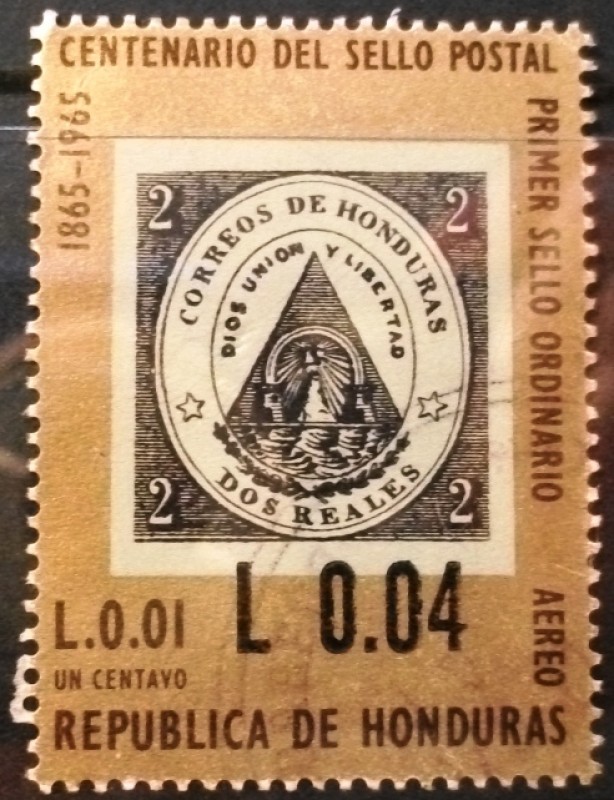 CENTENARIO DEL SELLO POSTAL
1865-1965
PRIMER SELLO ORDINARIO
AEREO
2 2
CORREOS DE HONDURAS
DIOS UNION Y LIBERTAD
DOS REALES
2 2
L 0.04
L.0.01
UN CENTAVO
REPUBLICA DE HONDURAS